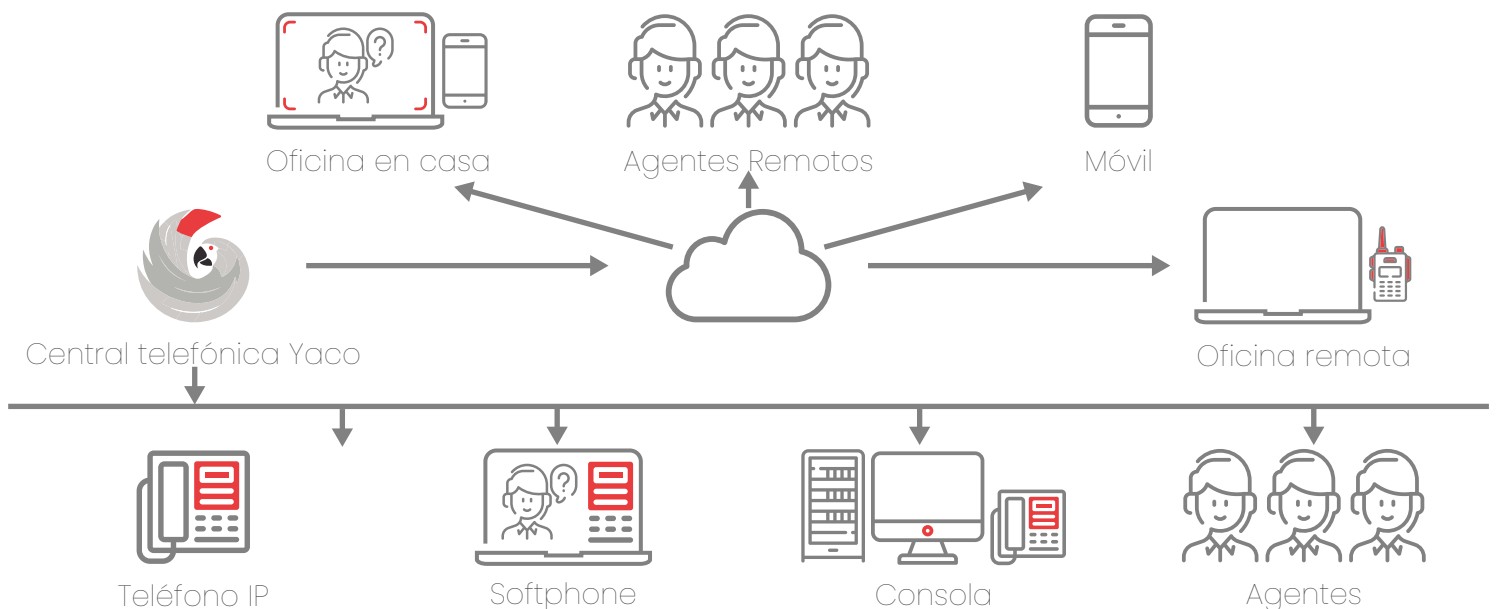 Oficina en casa
Agentes Remotos
Móvil
Central telefónica Yaco
Oficina remota
Teléfono IP
Softphone
Consola
Agentes